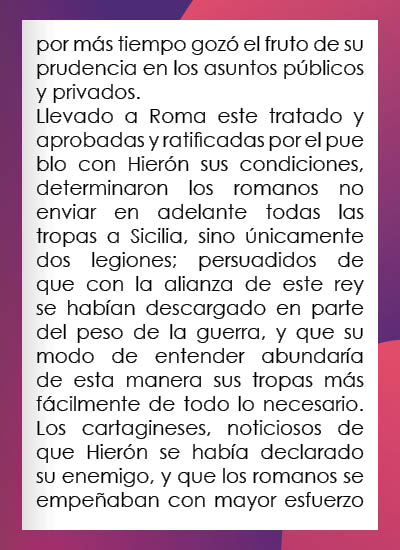 por más tiempo gozó el fruto de su
prudencia en los asuntos públicos
y privados.
Llevado a Roma este tratado y
aprobadas y ratificadas por el pue
blo con Hierón sus condiciones,
determinaron los romanos no
enviar en adelante todas las
tropas a Sicilia, sino únicamente
dos legiones; persuadidos de
que con la alianza de este rey
se habían descargado en parte
del peso de la guerra, y que su
modo de entender abundaría
de esta manera sus tropas más
fácilmente de todo lo necesario.
Los cartagineses, noticiosos de
que Hierón se había declarado
su enemigo, y que los romanos se
empeñaban con mayor esfuerzo